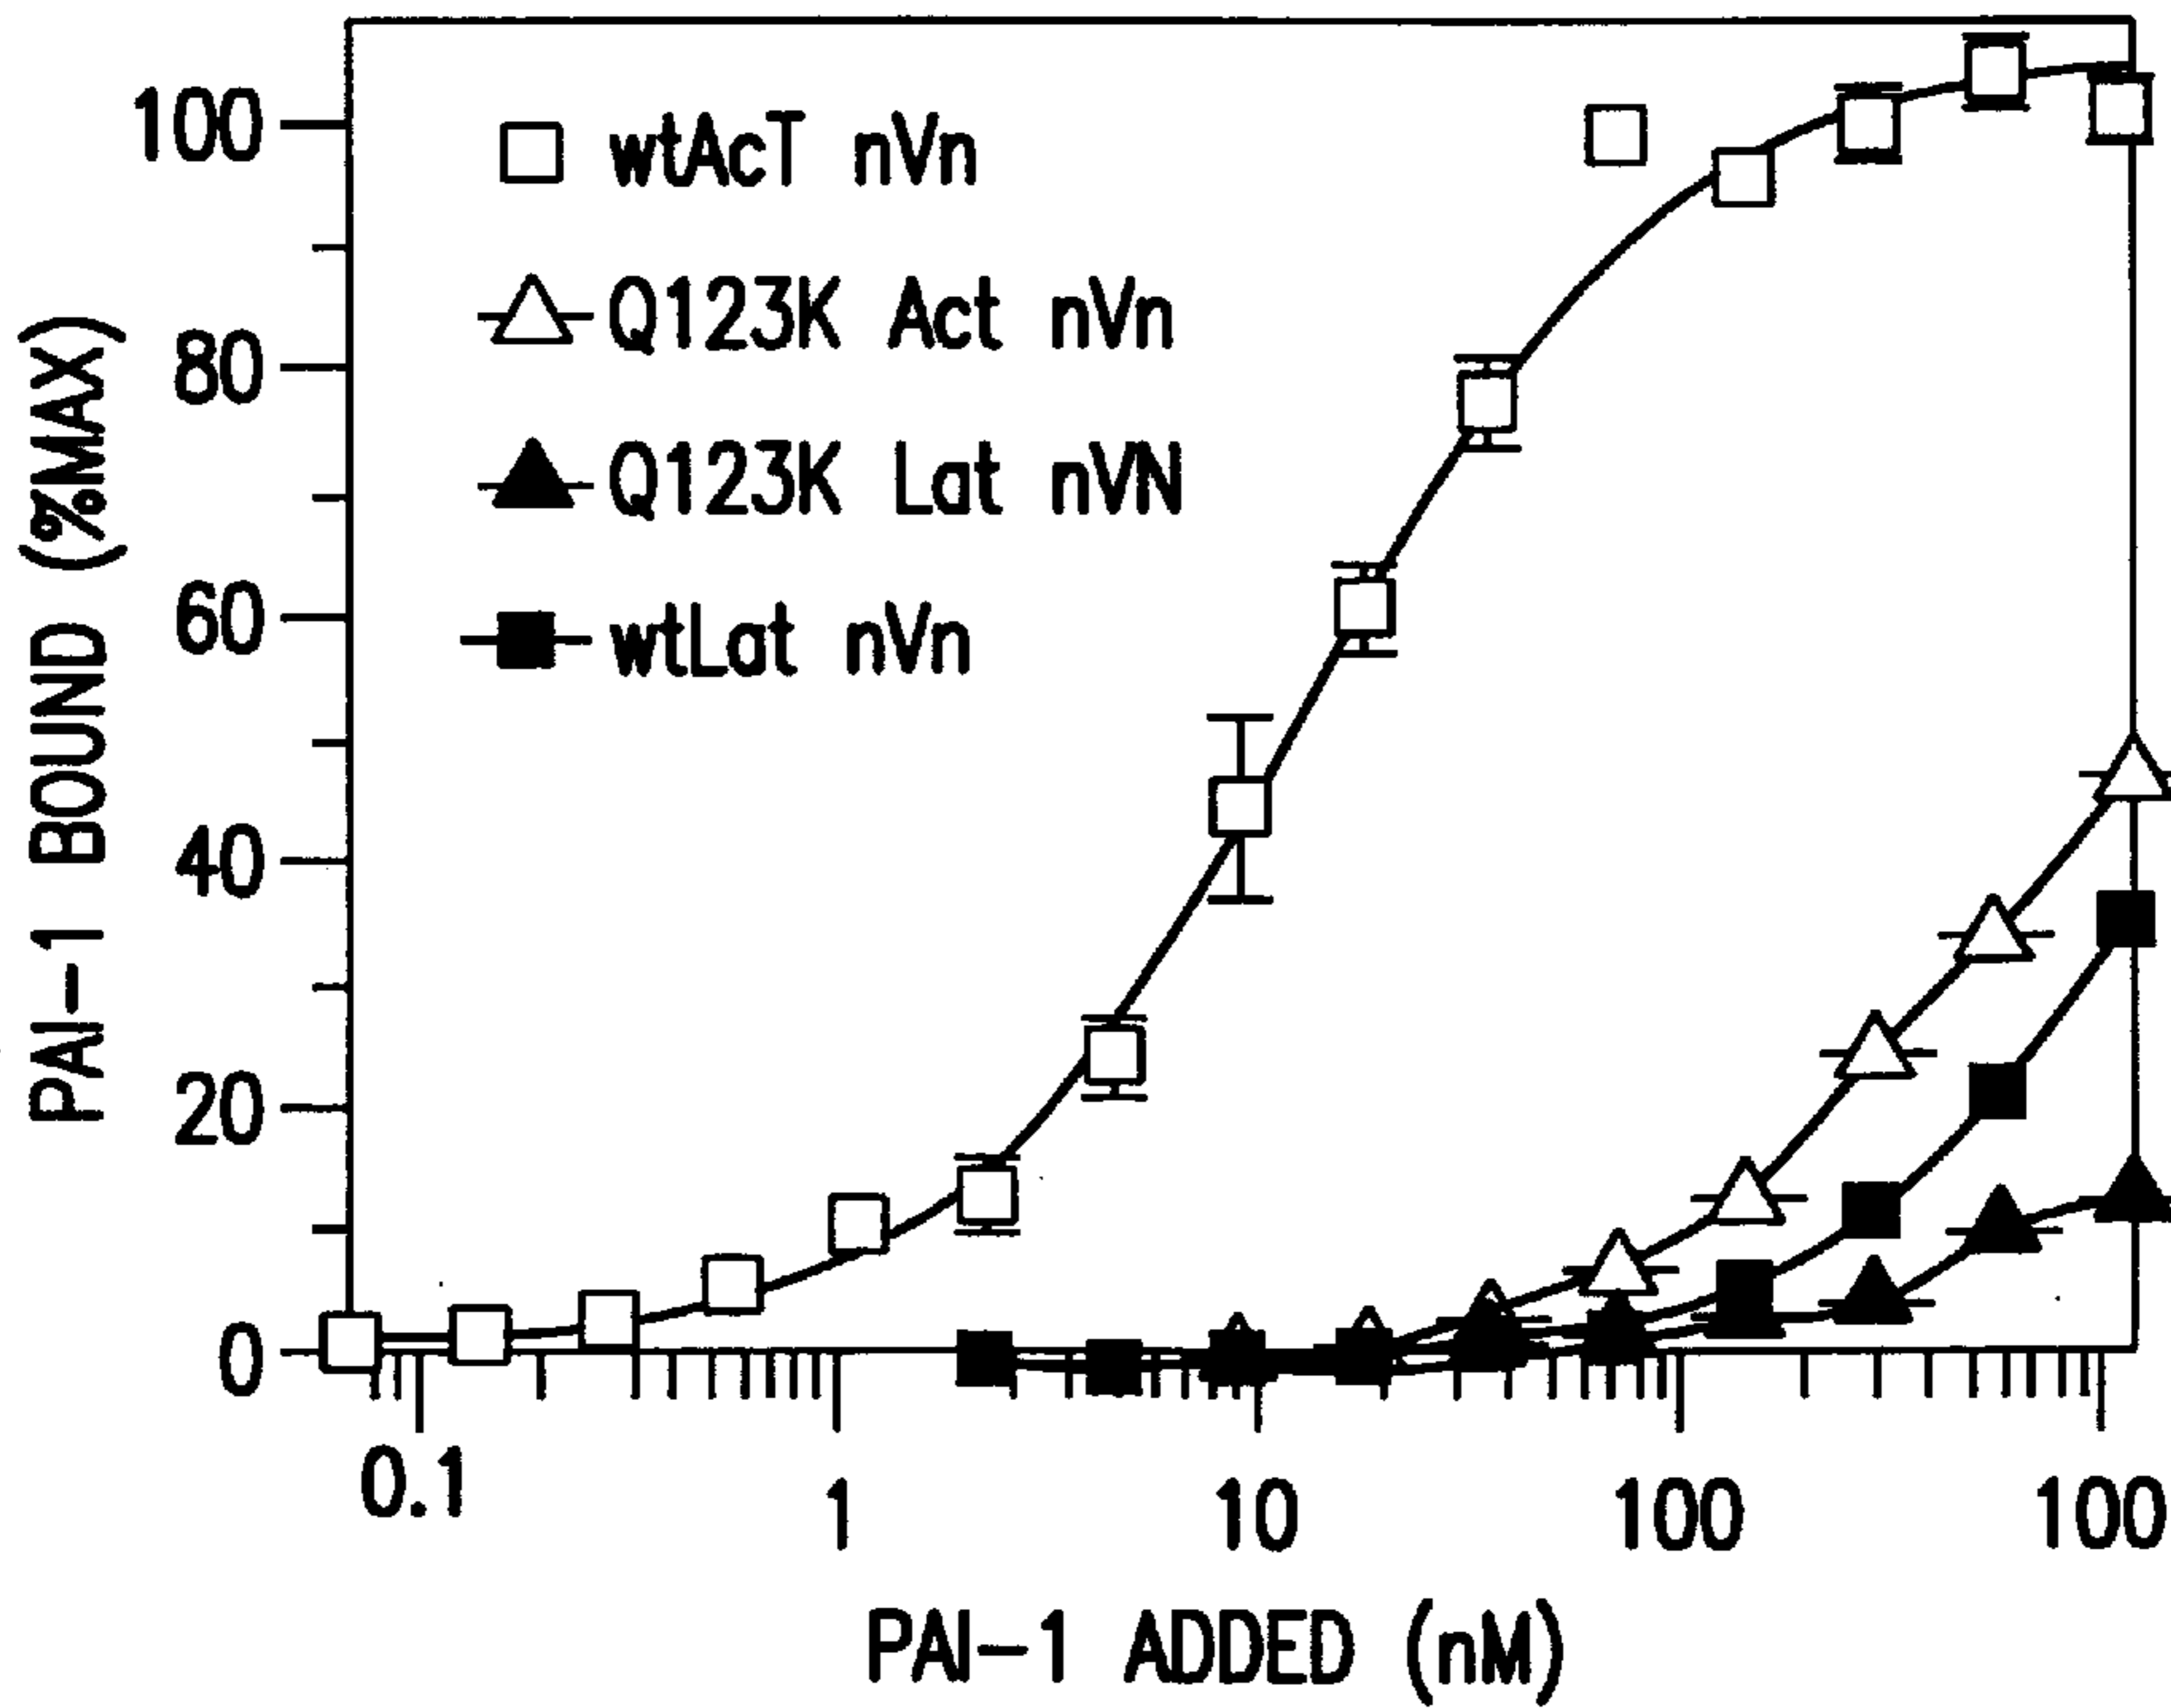 PAI-1 BOUND (%MAX)
100
80
60
40
20
0
wtAcT nVn
Q123K Act nVn
Q123K Lat nVN
wtLat nVn
0.1 1 10 100 100
PAI-1 ADDED (nM)